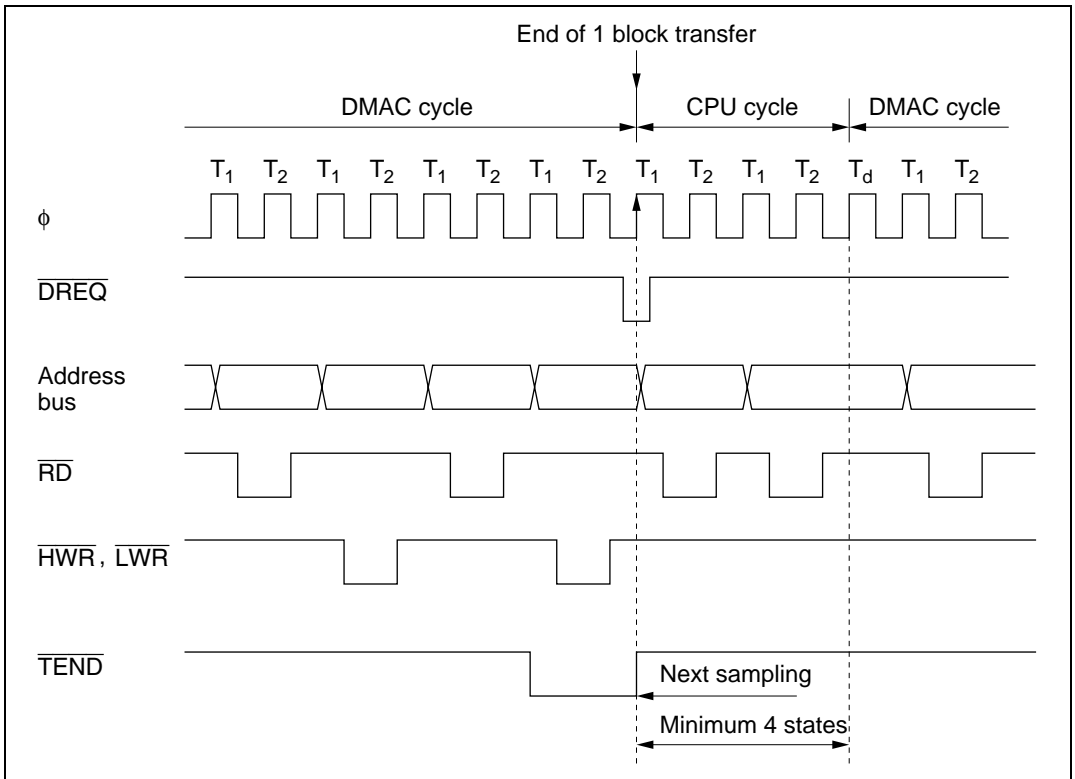 End of 1 block transfer
DMAC cycle CPU cycle DMAC cycle
T1 T2 T1 T2 T1 T2 T1 T2 T1 T2 T1 T2 Td T1 T2
ϕ
DREQ
Address
bus
RD
HWR, LWR
TEND
Next sampling
Minimum 4 states